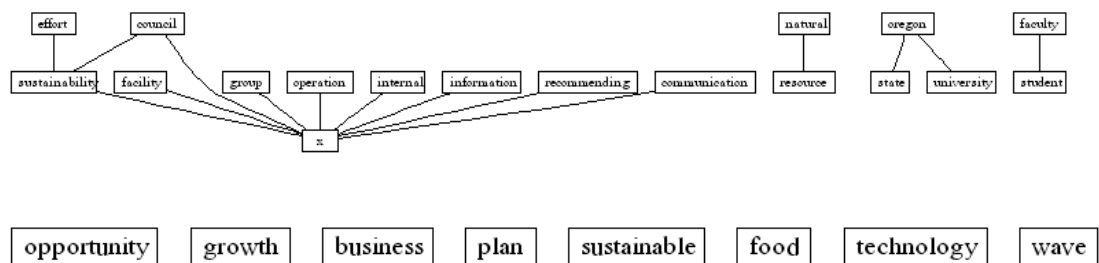 effort council natural oregon faculty
sustainability facility group operation internal information recommending communication resource state university student
x
opportunity growth business plan sustainable food technology wave